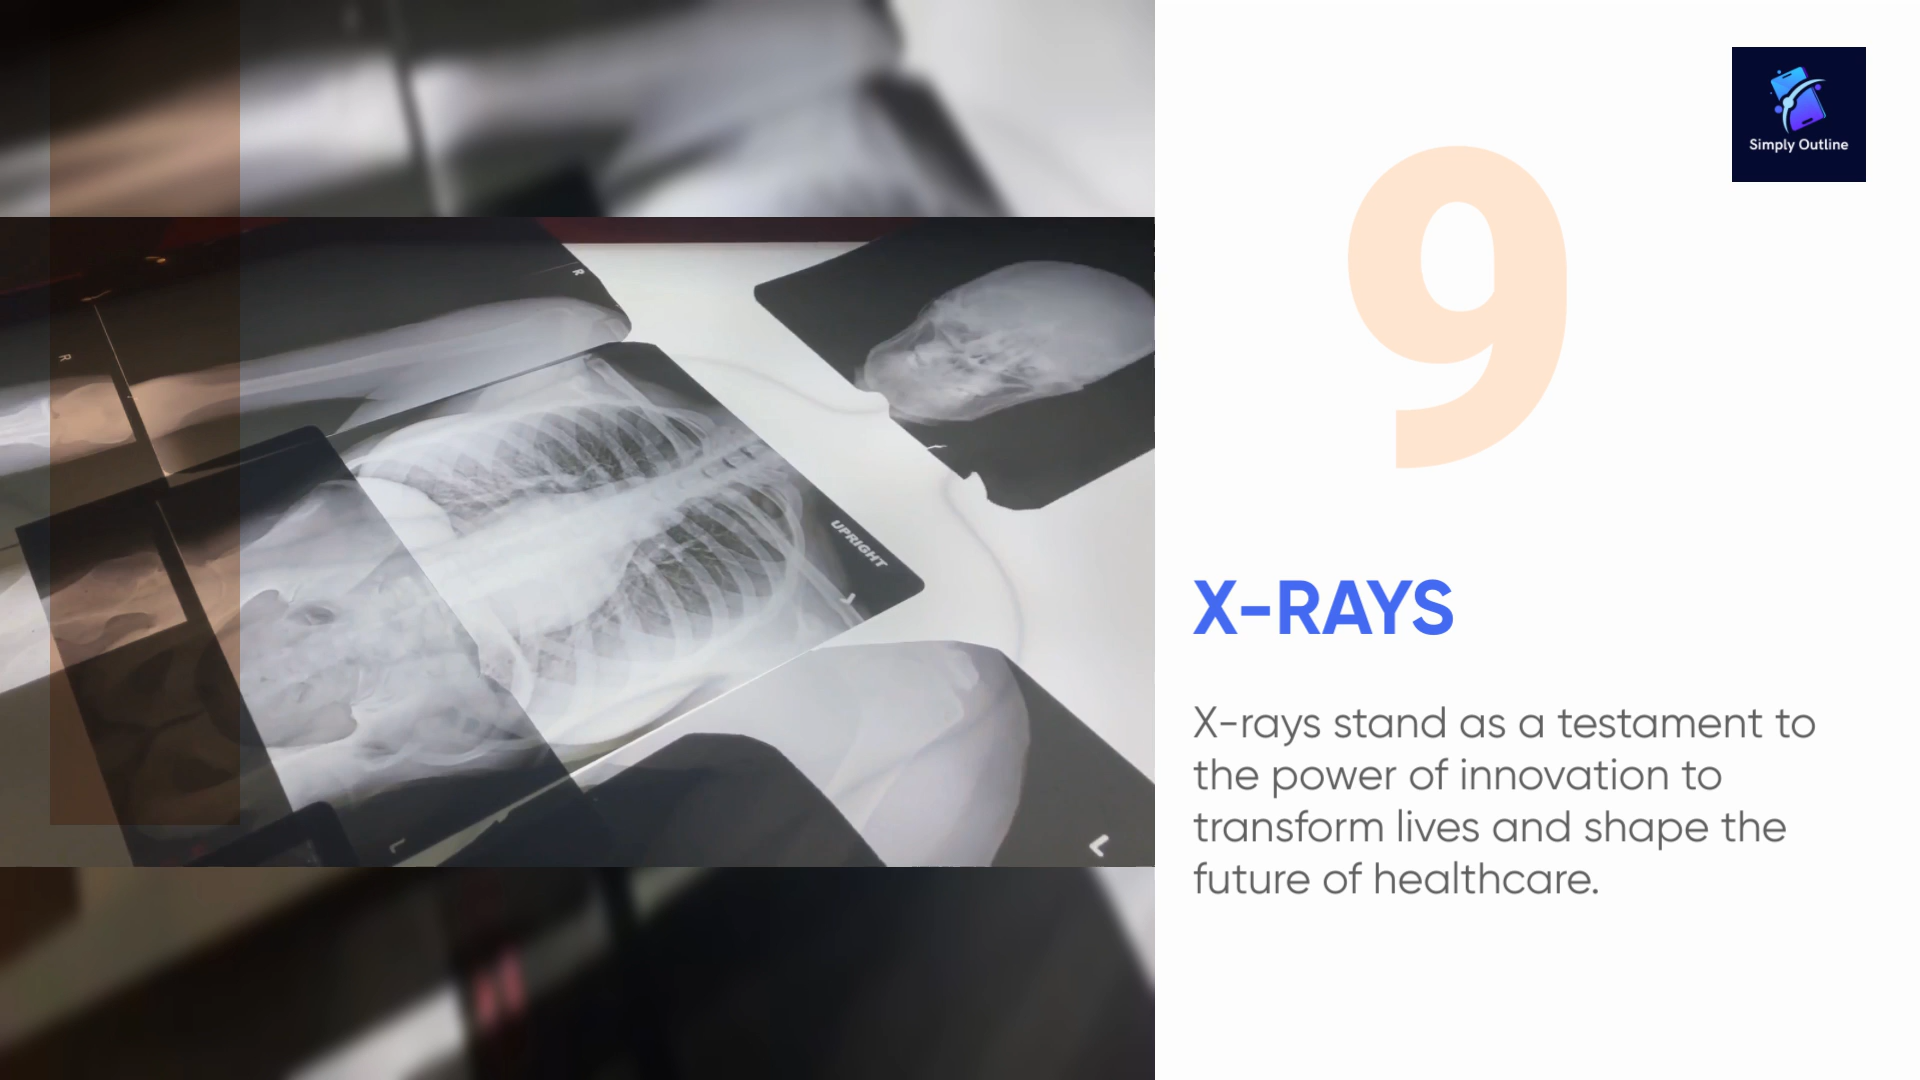 Simply Outline
9
X-RAYS
X-rays stand as a testament to
the power of innovation to
transform lives and shape the
future of healthcare.
R
R
UPRIGHT
L
L